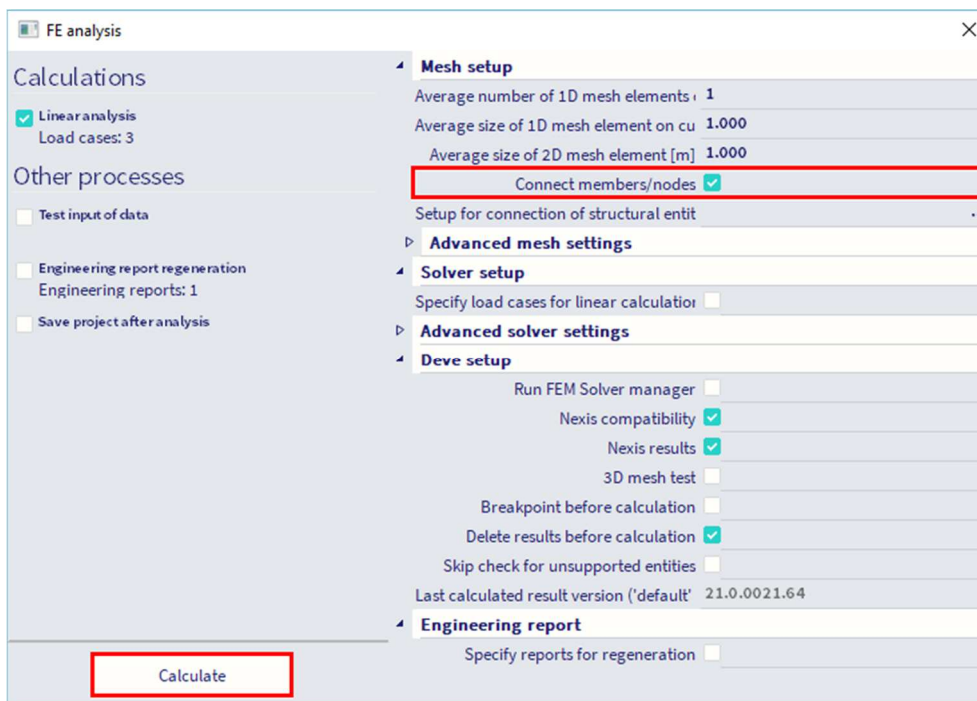 FE analysis
Calculations
Linear analysis
Load cases: 3
Other processes
Test input of data
Engineering report regeneration
Engineering reports: 1
Save project after analysis
Calculate
Mesh setup
Average number of 1D mesh elements 1
Average size of 1D mesh element on cu 1.000
Average size of 2D mesh element [m] 1.000
Connect members/nodes
Setup for connection of structural entit
Advanced mesh settings
Solver setup
Specify load cases for linear calculation
Advanced solver settings
Deve setup
Run FEM Solver manager
Nexis compatibility
Nexis results
3D mesh test
Breakpoint before calculation
Delete results before calculation
Skip check for unsupported entities
Last calculated result version ('default' 21.0.0021.64
Engineering report
Specify reports for regeneration